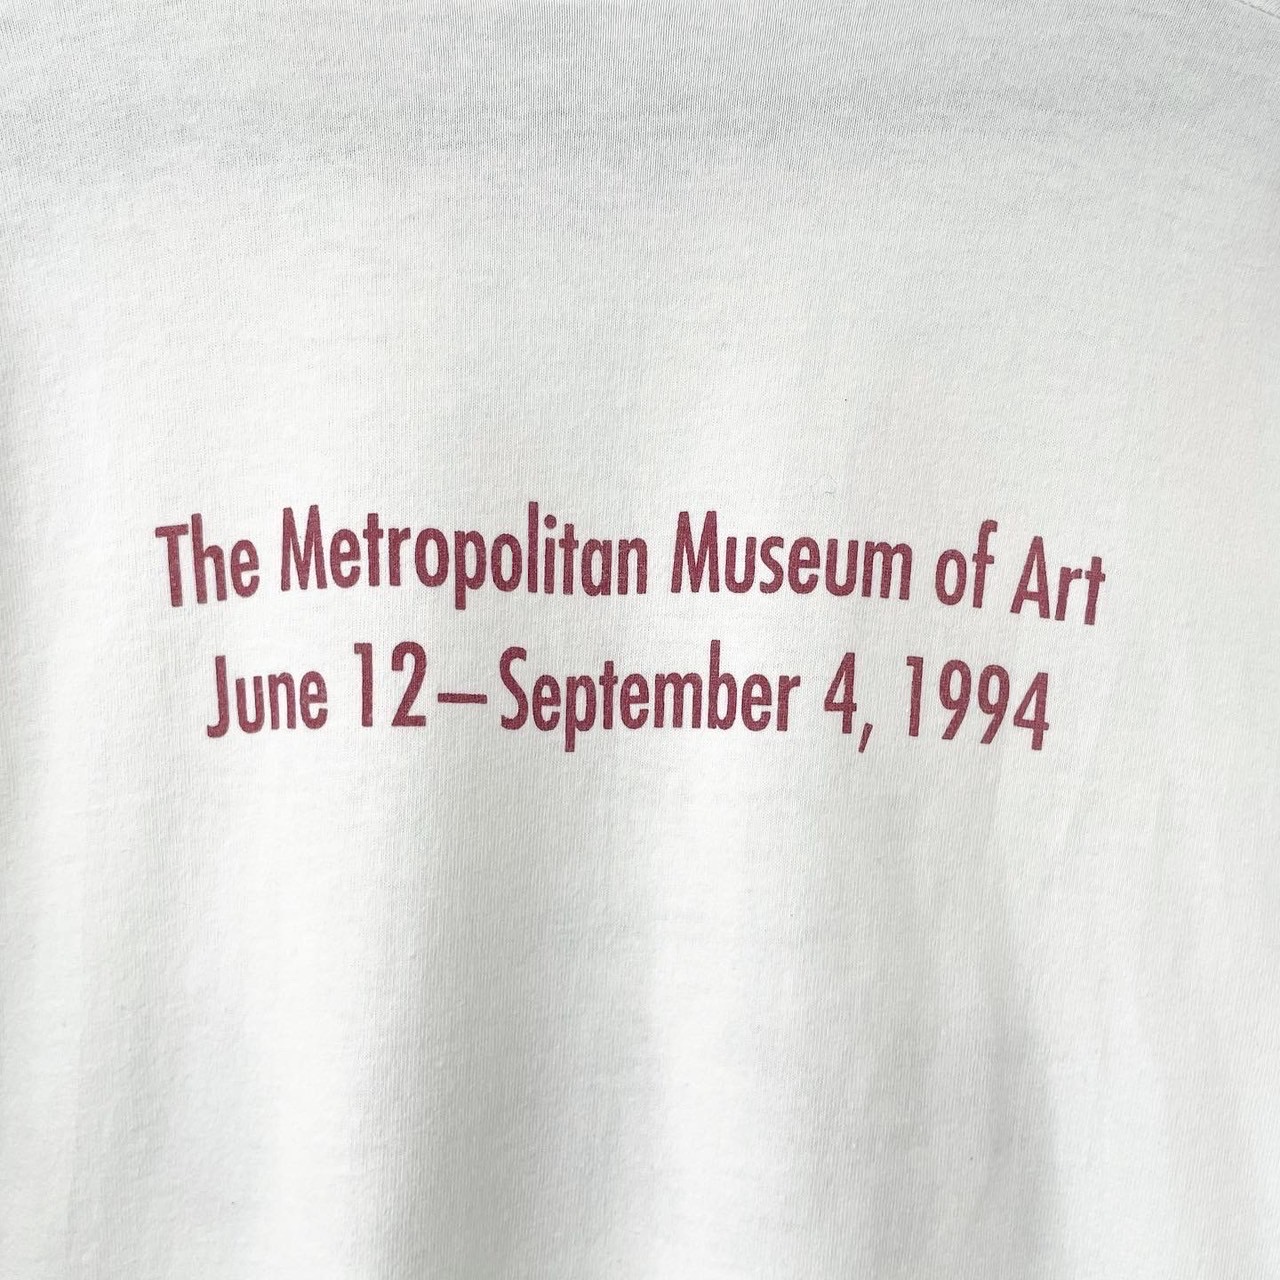 The Metropolitan Museum of Art
June 12–September 4, 1994